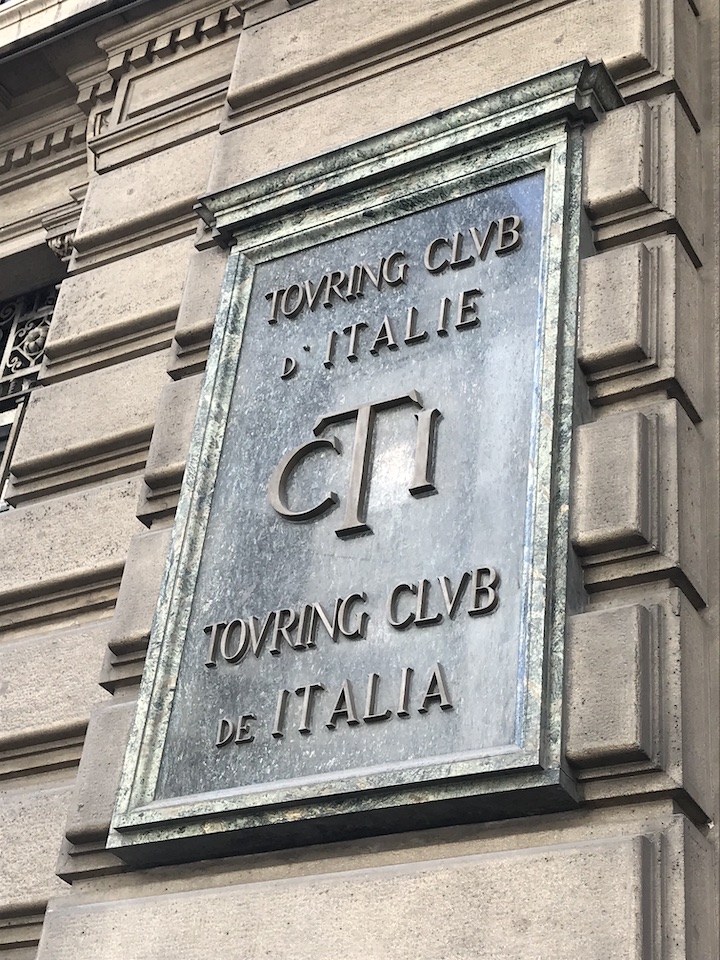 TOVRING CLVB
D'ITALIE
CTI
TOVRING CLVB
DE ITALIA